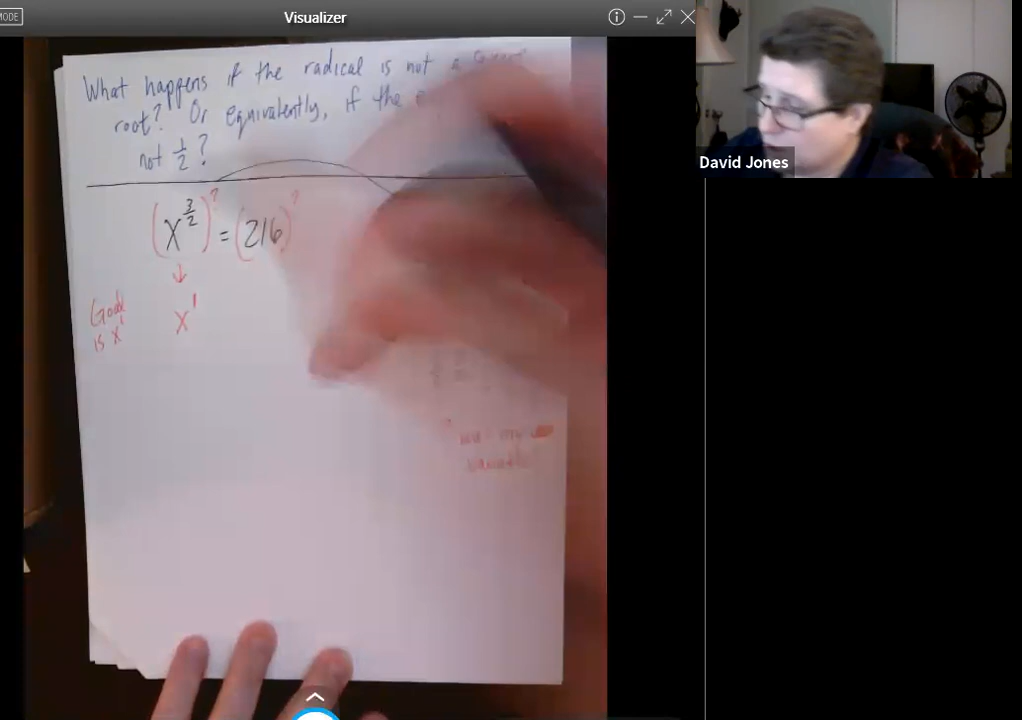 MODE
Visualizer
David Jones
What happens if the radical is not a
root? Or equivalently, if the
not 1/2?
(x^3/2)^? = (216)^?
↓
x^1
Goal
is x^1